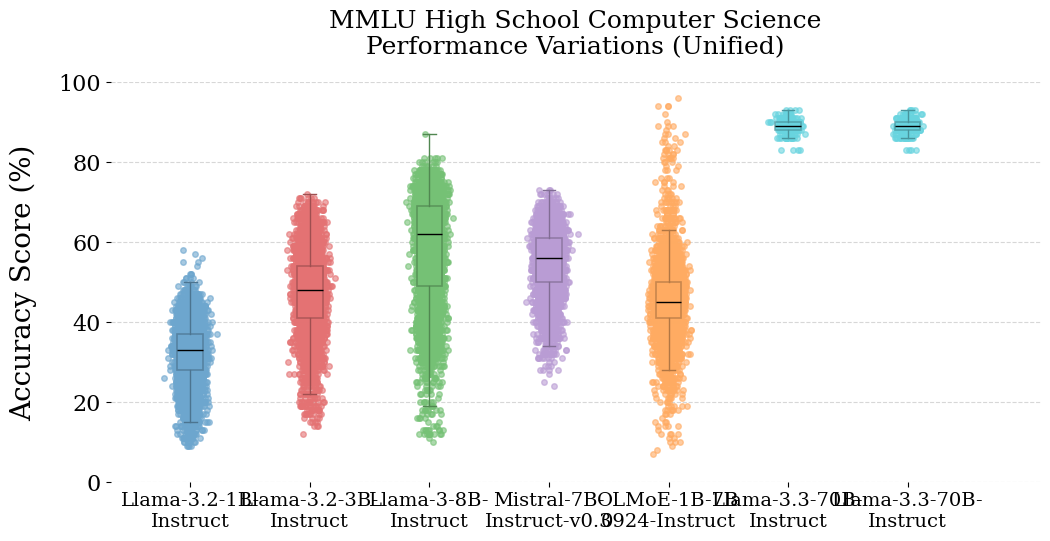 MMLU High School Computer Science
Performance Variations (Unified)
Accuracy Score (%)
100
80
60
40
20
0
Llama-3.2-1B-
Instruct
Llama-3.2-3B-
Instruct
Llama-3-8B-
Instruct
Mistral-7B-
Instruct-v0.3
OLMoE-1B-7B-
0924-Instruct
Llama-3.3-70B-
Instruct
Llama-3.3-70B-
Instruct